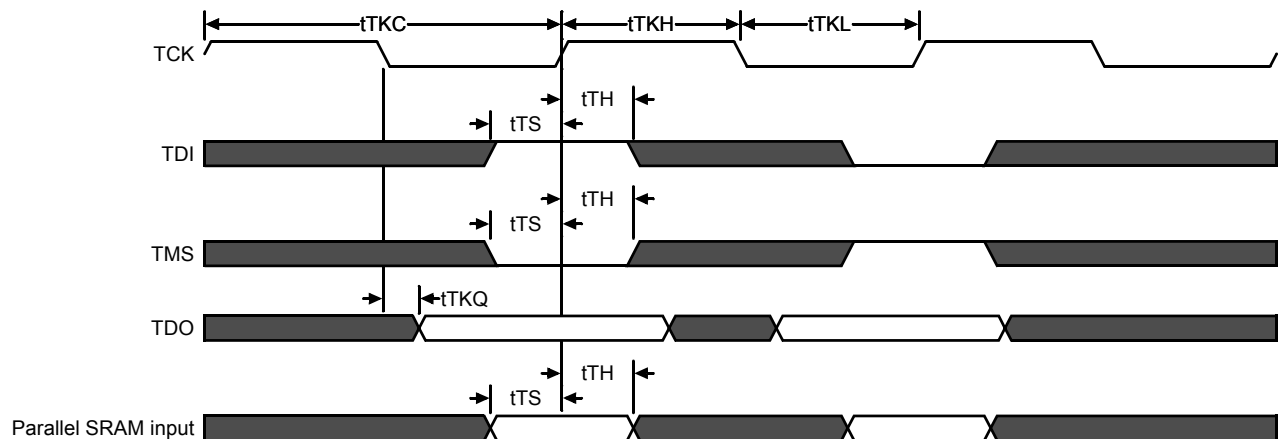 tTKC
tTKH
tTKL
TCK
tTH
tTS
TDI
tTH
tTS
TMS
tTKQ
TDO
tTH
tTS
Parallel SRAM input